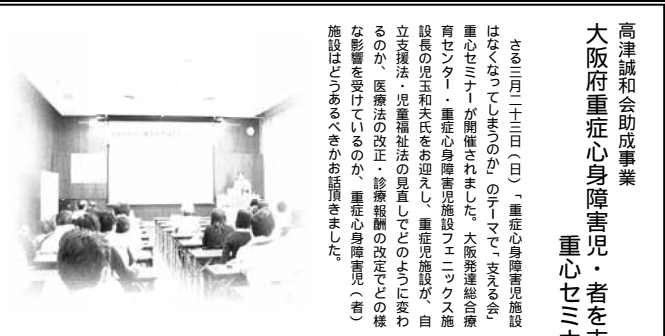 高津誠和会助成事業
大阪府重症心身障害児・者を
重心セミ
さる三月二十三日（日）「重症心身障害児施設
はなくなってしまうのか」のテーマで「支える会」
重心セミナーが開催されました。大阪発達総合療
育センター・重症心身障害児施設フェニックス施
設長の児玉和夫氏をお迎えし、重症児施設が、自
立支援法・児童福祉法の見直しでどのように変わ
るのか、医療法の改正・診療報酬の改定でどの様
な影響を受けているのか、重症心身障害児（者）
施設はどうあるべきかお話頂きました。